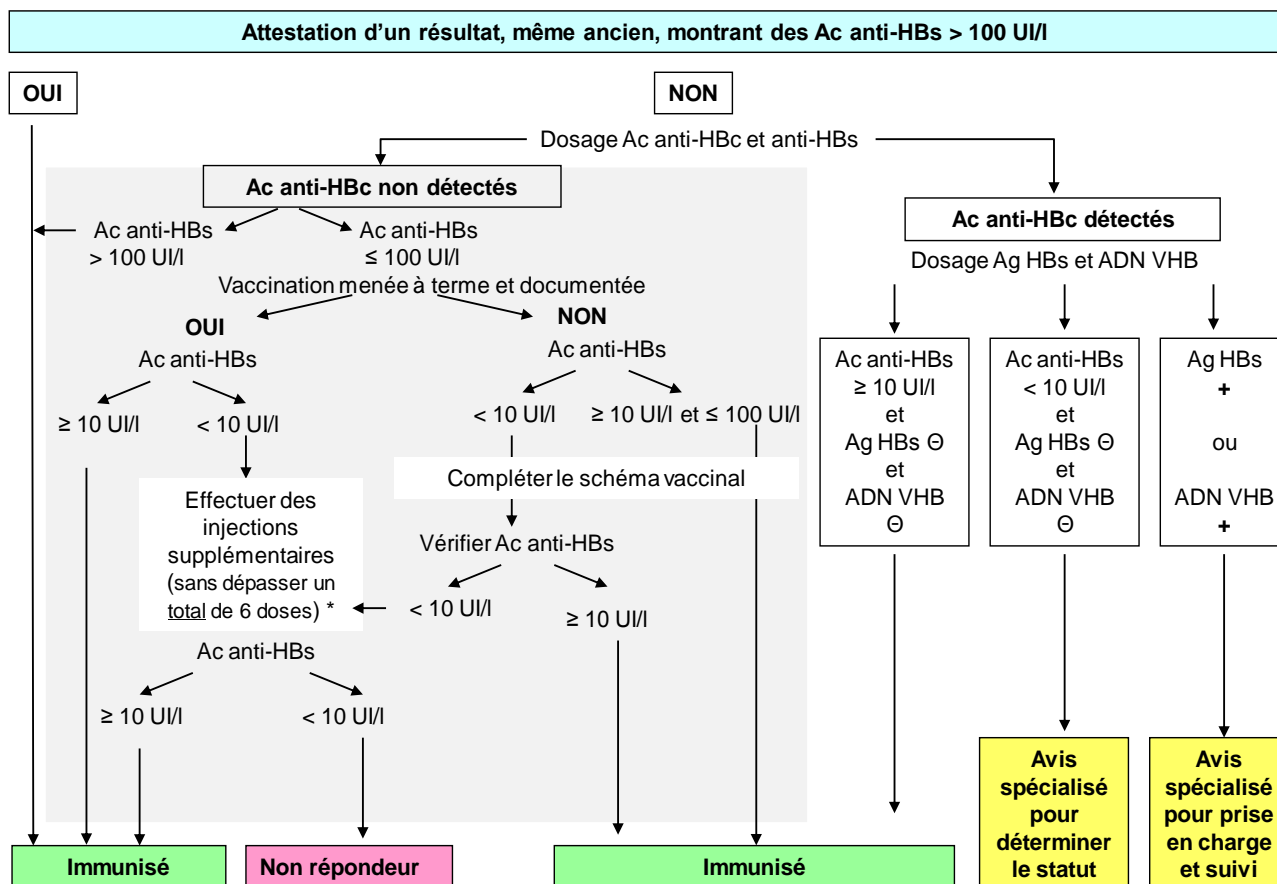 Attestation d’un résultat, même ancien, montrant des Ac anti-HBs > 100 UI/l
OUI
NON
Dosage Ac anti-HBc et anti-HBs
Ac anti-HBc non détectés
Ac anti-HBs
> 100 UI/l
Ac anti-HBs
≤ 100 UI/l
Vaccination menée à terme et documentée
OUI
Ac anti-HBs
≥ 10 UI/l
< 10 UI/l
Effectuer des
injections
supplémentaires
(sans dépasser un
total de 6 doses) *
Ac anti-HBs
≥ 10 UI/l
< 10 UI/l
NON
Ac anti-HBs
< 10 UI/l
≥ 10 UI/l et ≤ 100 UI/l
Compléter le schéma vaccinal
Vérifier Ac anti-HBs
< 10 UI/l
≥ 10 UI/l
Ac anti-HBc détectés
Dosage Ag HBs et ADN VHB
Ac anti-HBs
≥ 10 UI/l
et
Ag HBs Θ
et
ADN VHB
Θ
Ac anti-HBs
< 10 UI/l
et
Ag HBs Θ
et
ADN VHB
Θ
Ag HBs
+
ou
ADN VHB
+
Immunisé
Non répondeur
Immunisé
Avis
spécialisé
pour
déterminer
le statut
Avis
spécialisé
pour prise
en charge
et suivi